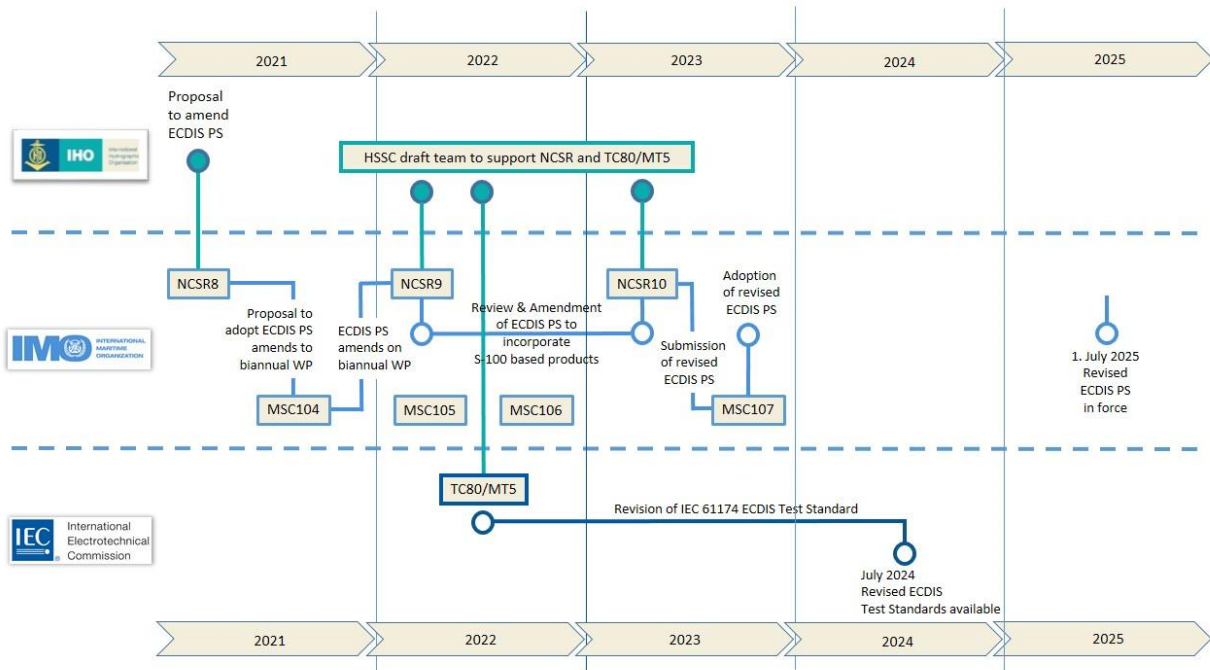 2021
2022
2023
2024
2025
Proposal
to amend
ECDIS PS
IHO
International
Hydrographic
Organization
HSSC draft team to support NCSR and TC80/MT5
NCSR8
NCSR9
NCSR10
Adoption
of revised
ECDIS PS
Proposal to
adopt ECDIS PS
amends to
biannual WP
ECDIS PS
amends on
biannual WP
Review & Amendment
of ECDIS PS to
incorporate
S-100 based products
Submission
of revised
ECDIS PS
IMO
INTERNATIONAL
MARITIME
ORGANIZATION
1. July 2025
Revised
ECDIS PS
in force
MSC104
MSC105
MSC106
MSC107
TC80/MT5
Revision of IEC 61174 ECDIS Test Standard
IEC
®
International
Electrotechnical
Commission
July 2024
Revised ECDIS
Test Standards available
2021
2022
2023
2024
2025